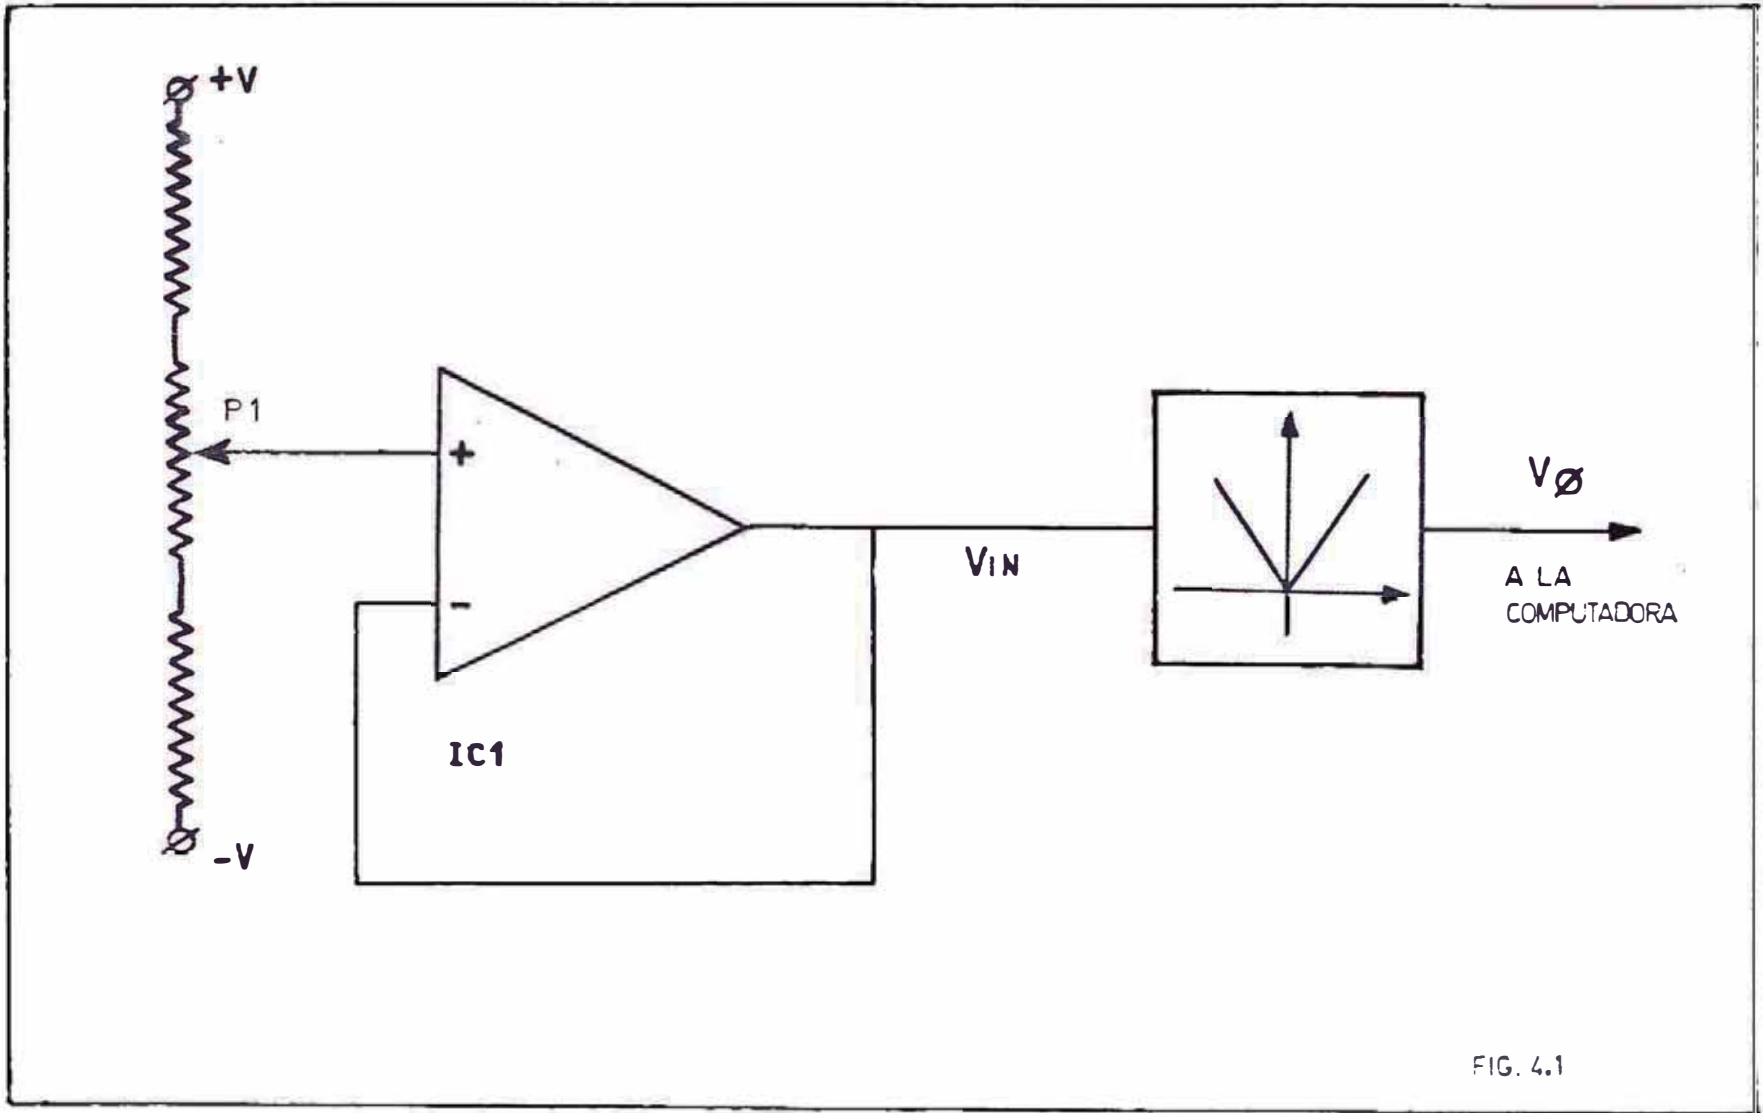 +V
P1
+
-
IC1
-V
VIN
VØ
A LA
COMPUTADORA
FIG. 4.1